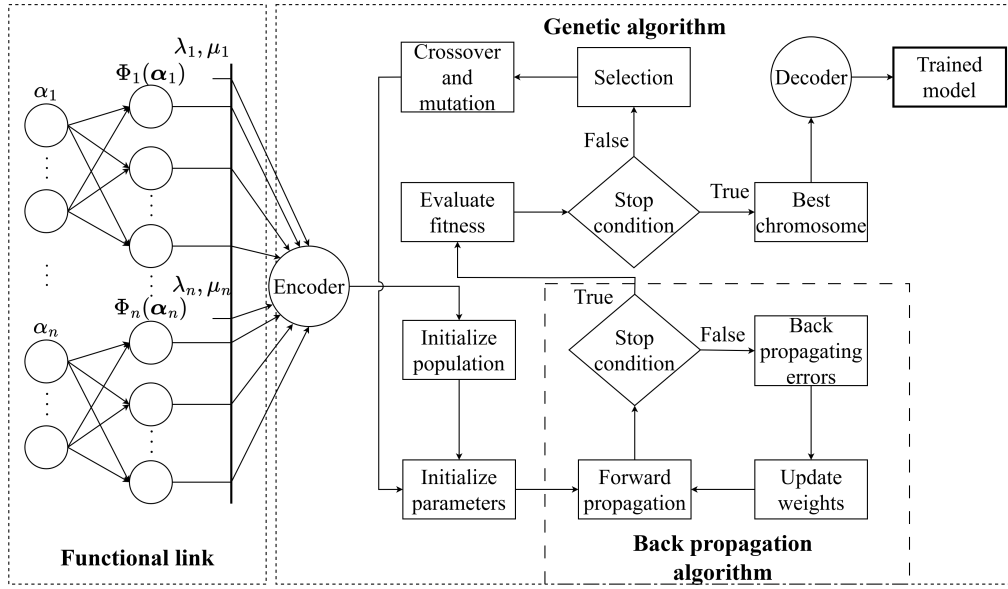 λ₁, μ₁
Φ₁(α₁)
α₁
λₙ, μₙ
Φₙ(αₙ)
αₙ
Functional link
Encoder
Genetic algorithm
Crossover
and
mutation
Selection
Decoder
Trained
model
False
Evaluate
fitness
Stop
condition
True
Best
chromosome
Initialize
population
True
Stop
condition
False
Back
propagating
errors
Initialize
parameters
Forward
propagation
Update
weights
Back propagation
algorithm